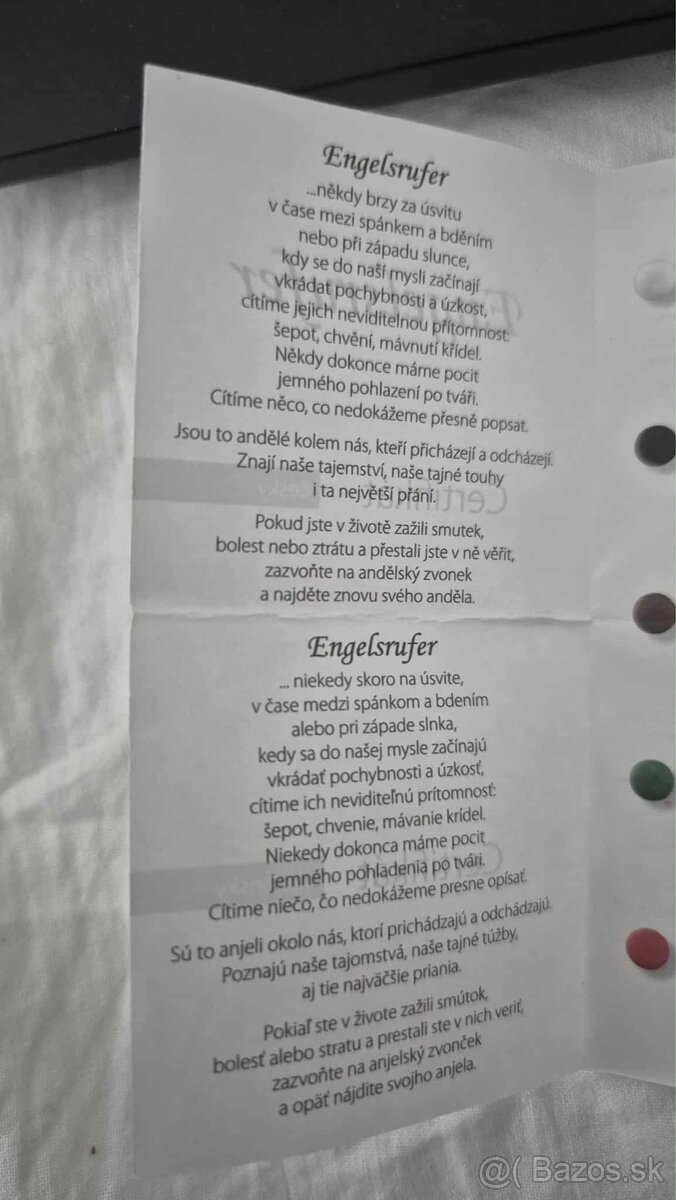 Engelsrufer
...někdy brzy za úsvitu
v čase mezi spánkem a bděním
nebo při západu slunce,
kdy se do naší mysli začínají
vkrádat pochybnosti a úzkost,
cítíme jejich neviditelnou přítomnost:
šepot, chvění, mávnutí křídel.
Někdy dokonce máme pocit
jemného pohlazení po tváři.
Cítíme něco, co nedokážeme přesně popsat.
Jsou to andělé kolem nás, kteří přicházejí a odcházejí.
Znají naše tajemství, naše tajné touhy
i ta největší přání.
Pokud jste v životě zažili smutek,
bolest nebo ztrátu a přestali jste v ně věřit,
zazvoňte na andělský zvonek
a najděte znovu svého anděla.
Engelsrufer
... niekedy skoro na úsvite,
v čase medzi spánkom a bdením
alebo pri západe slnka,
kedy sa do našej mysle začínajú
vkrádať pochybnosti a úzkosť,
cítime ich neviditeľnú prítomnosť:
šepot, chvenie, mávanie krídel.
Niekedy dokonca máme pocit
jemného pohladenia po tvári.
Cítime niečo, čo nedokážeme presne opísať.
Sú to anjeli okolo nás, ktorí prichádzajú a odchádzajú.
Poznajú naše tajomstvá, naše tajné túžby,
aj tie najväčšie priania.
Pokiaľ ste v živote zažili smútok,
bolesť alebo stratu a prestali ste v nich veriť,
zazvoňte na anjelský zvonček
a opäť nájdite svojho anjela.
@( Bazos.sk